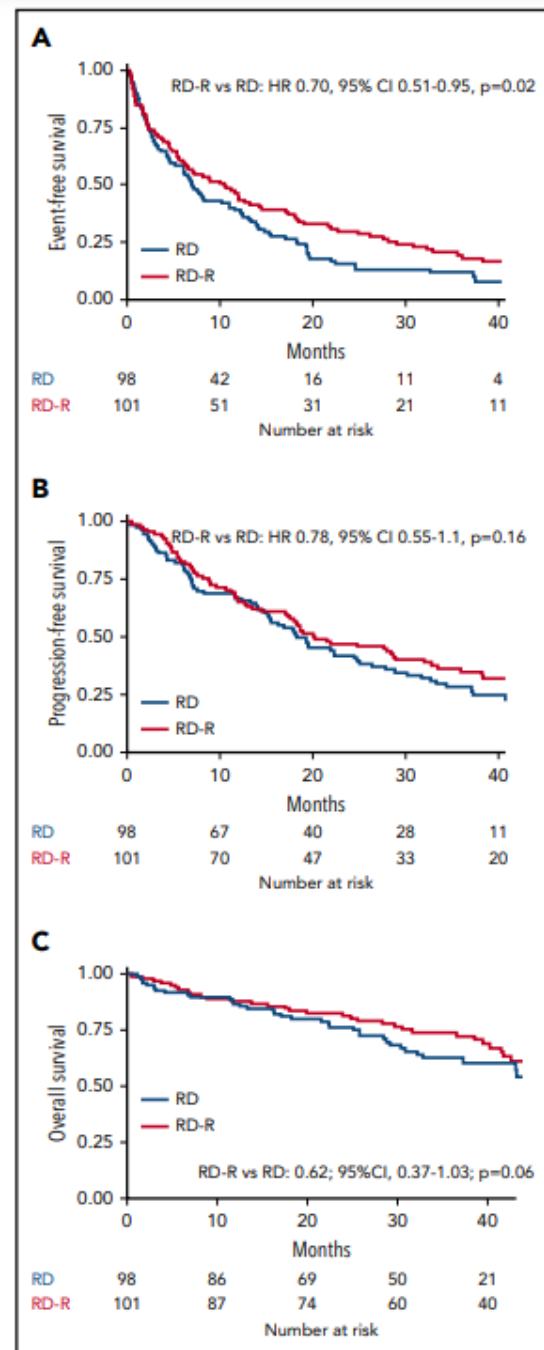 A
1.00
RD-R vs RD: HR 0.70, 95% CI 0.51-0.95, p=0.02
0.75
Event-free survival
0.50
0.25
RD
RD-R
0.00
0 10 20 30 40
Months
RD 98 42 16 11 4
RD-R 101 51 31 21 11
Number at risk
B
1.00
RD-R vs RD: HR 0.78, 95% CI 0.55-1.1, p=0.16
0.75
Progression-free survival
0.50
0.25
RD
RD-R
0.00
0 10 20 30 40
Months
RD 98 67 40 28 11
RD-R 101 70 47 33 20
Number at risk
C
1.00
0.75
Overall survival
0.50
RD
RD-R
0.25
RD-R vs RD: 0.62; 95%CI, 0.37-1.03; p=0.06
0.00
0 10 20 30 40
Months
RD 98 86 69 50 21
RD-R 101 87 74 60 40
Number at risk